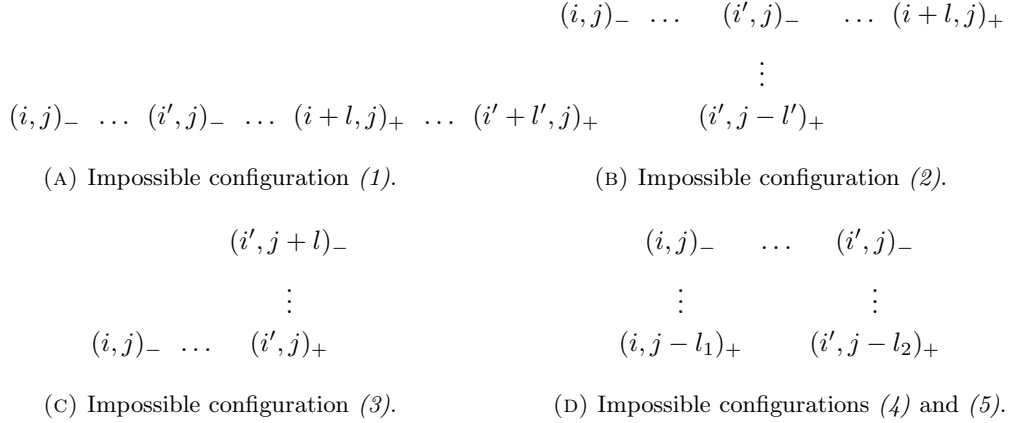 (i, j)₋ … (i′, j)₋ … (i + l, j)₊ … (i′ + l′, j)₊
(A) Impossible configuration (1).
(i, j)₋ … (i′, j)₋ … (i + l, j)₊
⋮
(i′, j − l′)₊
(B) Impossible configuration (2).
(i′, j + l)₋
⋮
(i, j)₋ … (i′, j)₊
(C) Impossible configuration (3).
(i, j)₋ … (i′, j)₋
⋮ ⋮
(i, j − l₁)₊ (i′, j − l₂)₊
(D) Impossible configurations (4) and (5).